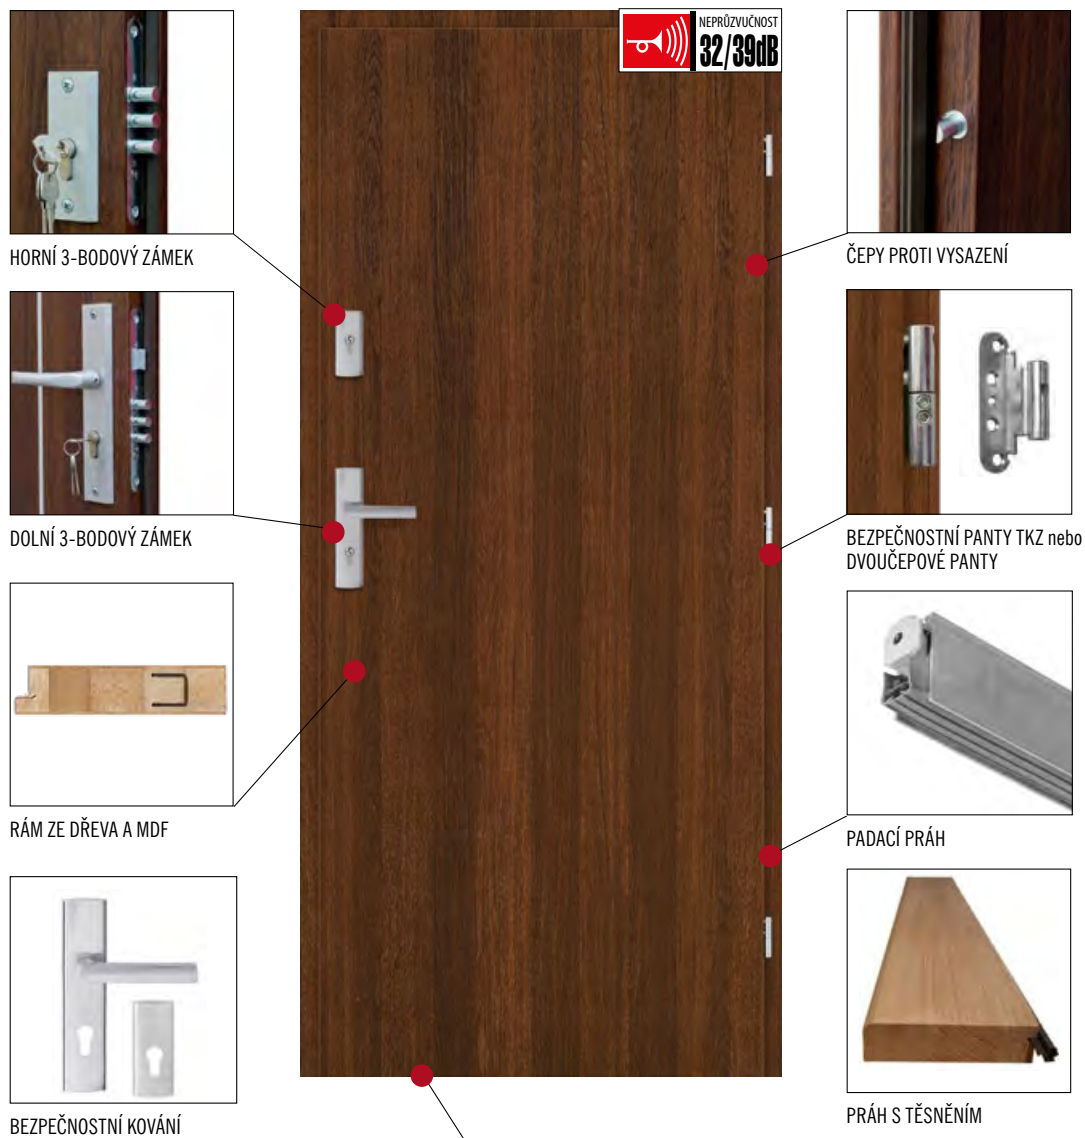 NEPRŮZVUČNOST
32/39dB
HORNÍ 3-BODOVÝ ZÁMEK
DOLNÍ 3-BODOVÝ ZÁMEK
RÁM ZE DŘEVA A MDF
BEZPEČNOSTNÍ KOVÁNÍ
ČEPY PROTI VYSAZENÍ
BEZPEČNOSTNÍ PANTY TKZ nebo
DVOUČEPOVÉ PANTY
PADACÍ PRÁH
PRÁH S TĚSNĚNÍM